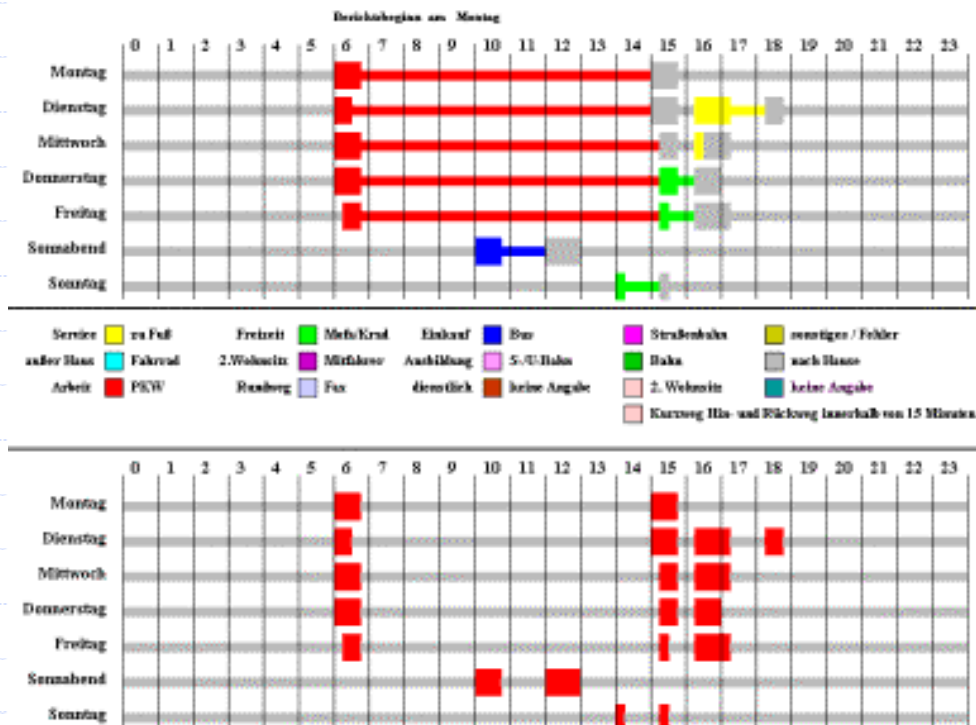 Berichtsbeginn am Montag
0 1 2 3 4 5 6 7 8 9 10 11 12 13 14 15 16 17 18 19 20 21 22 23
Montag
Dienstag
Mittwoch
Donnerstag
Freitag
Sonnabend
Sonntag
Service zu Fuß Freizeit Mofa/Krad Einkauf Bus Straßenbahn sonstiges / Fehler
außer Haus Fahrrad 2.Wohnsitz Mitfahrer Ausbildung S-/U-Bahn Bahn nach Hause
Arbeit PKW Rundweg Fax dienstlich keine Angabe 2. Wohnsitz keine Angabe
Kurzweg Hin- und Rückweg innerhalb von 15 Minuten
0 1 2 3 4 5 6 7 8 9 10 11 12 13 14 15 16 17 18 19 20 21 22 23
Montag
Dienstag
Mittwoch
Donnerstag
Freitag
Sonnabend
Sonntag